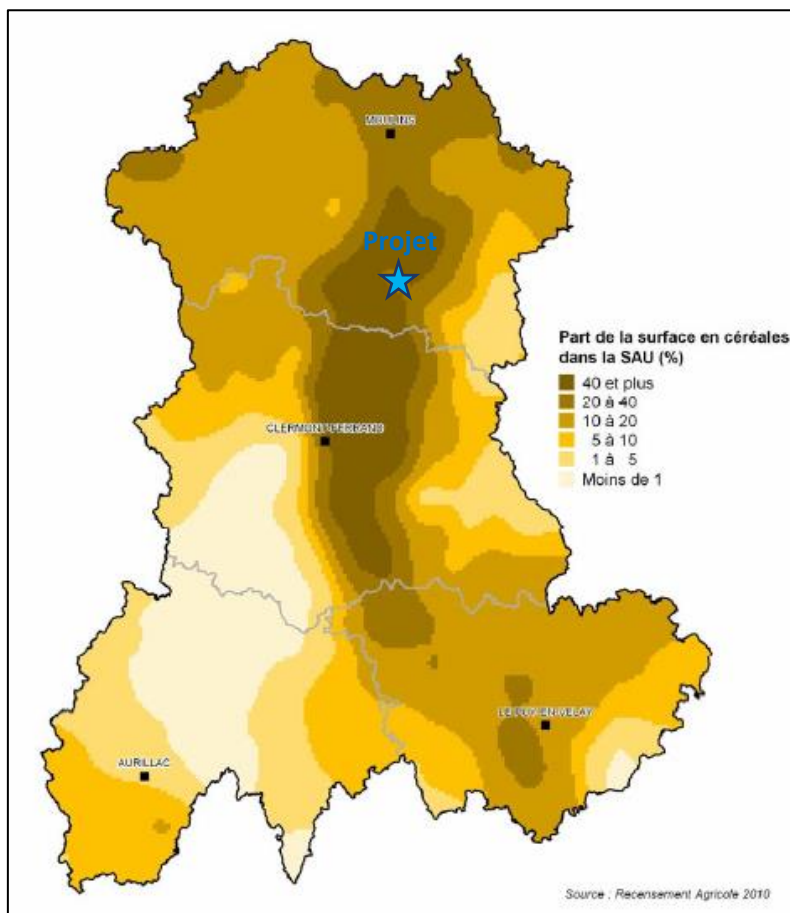 MOULINS
Projet
Part de la surface en céréales
dans la SAU (%)
40 et plus
20 à 40
10 à 20
5 à 10
1 à 5
Moins de 1
CLERMONT-FERRAND
LE PUY-EN-VELAY
AURILLAC
Source : Recensement Agricole 2010